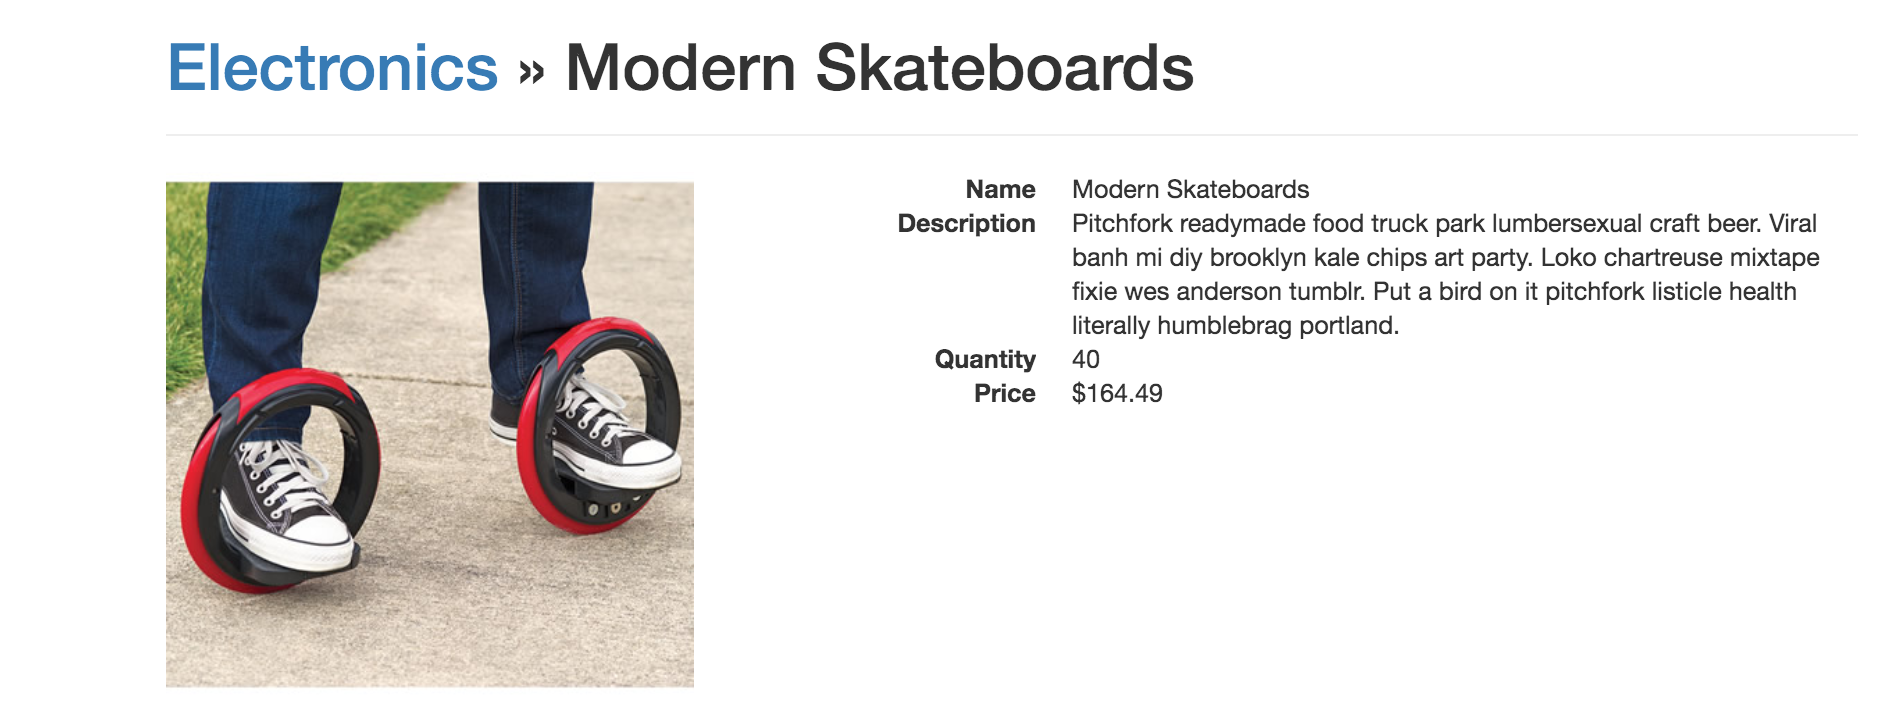 Electronics » Modern Skateboards
Name Modern Skateboards
Description Pitchfork readymade food truck park lumbersexual craft beer. Viral
banh mi diy brooklyn kale chips art party. Loko chartreuse mixtape
fixie wes anderson tumblr. Put a bird on it pitchfork listicle health
literally humblebrag portland.
Quantity 40
Price $164.49